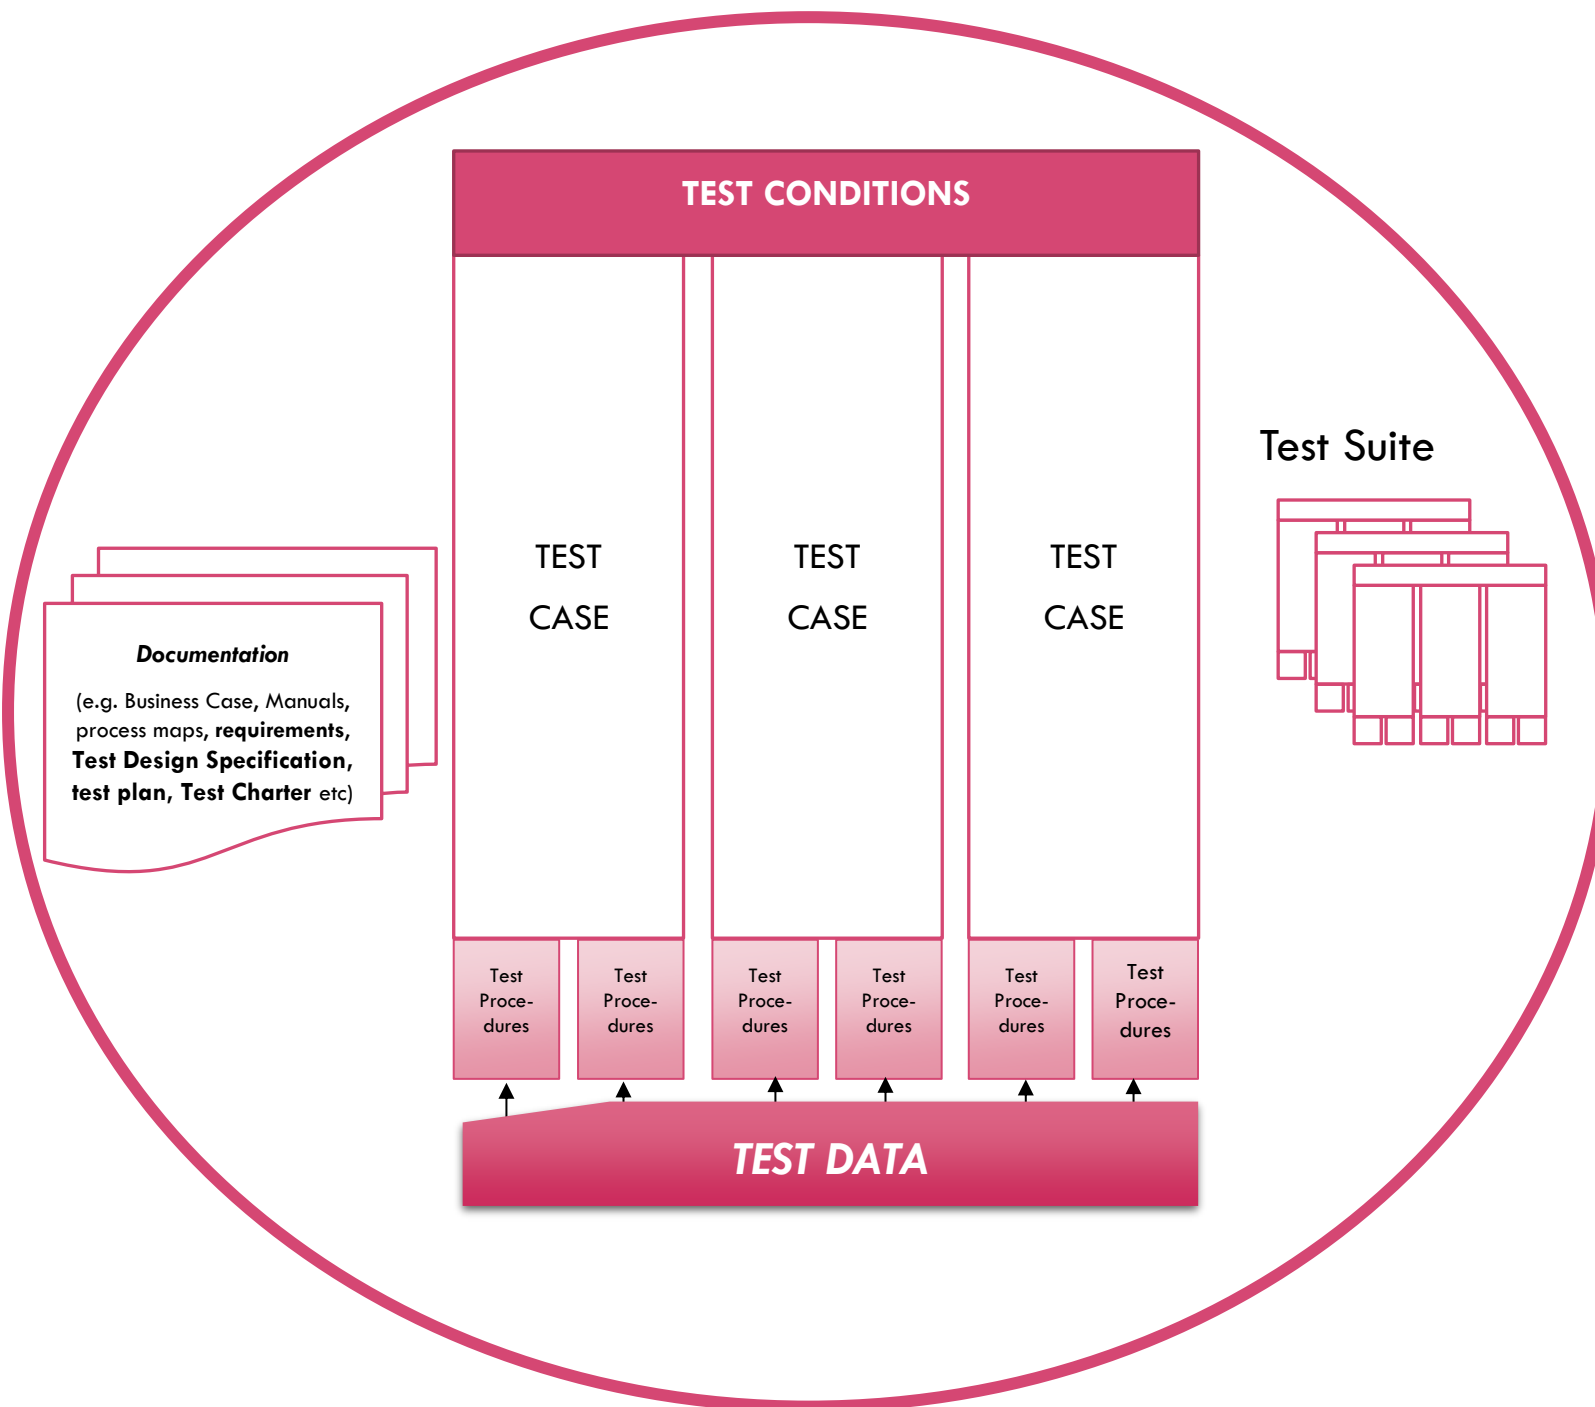 TEST CONDITIONS
Test Suite
TEST
CASE
TEST
CASE
TEST
CASE
Documentation
(e.g. Business Case, Manuals,
process maps, requirements,
Test Design Specification,
test plan, Test Charter etc)
Test
Proce-
dures
Test
Proce-
dures
Test
Proce-
dures
Test
Proce-
dures
Test
Proce-
dures
Test
Proce-
dures
TEST DATA